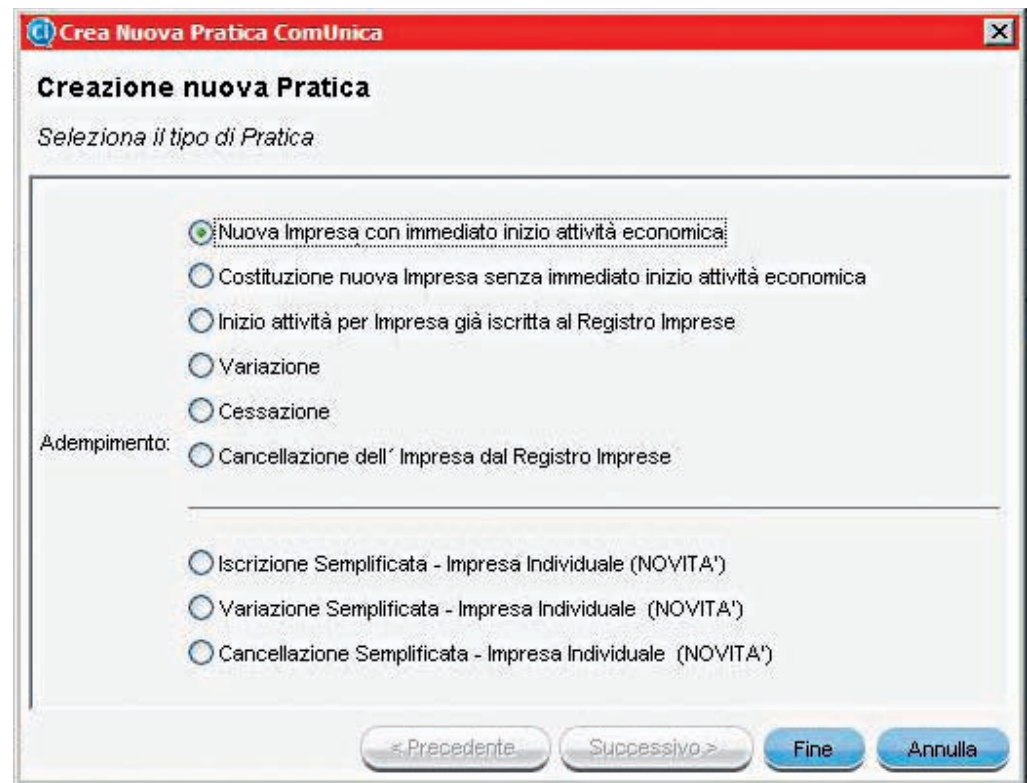 Crea Nuova Pratica ComUnica
Creazione nuova Pratica
Seleziona il tipo di Pratica
Nuova Impresa con immediato inizio attività economica
Costituzione nuova Impresa senza immediato inizio attività economica
Inizio attività per Impresa già iscritta al Registro Imprese
Variazione
Cessazione
Adempimento:
Cancellazione dell´ Impresa dal Registro Imprese
Iscrizione Semplificata - Impresa Individuale (NOVITA')
Variazione Semplificata - Impresa Individuale (NOVITA')
Cancellazione Semplificata - Impresa Individuale (NOVITA')
< Precedente Successivo > Fine Annulla